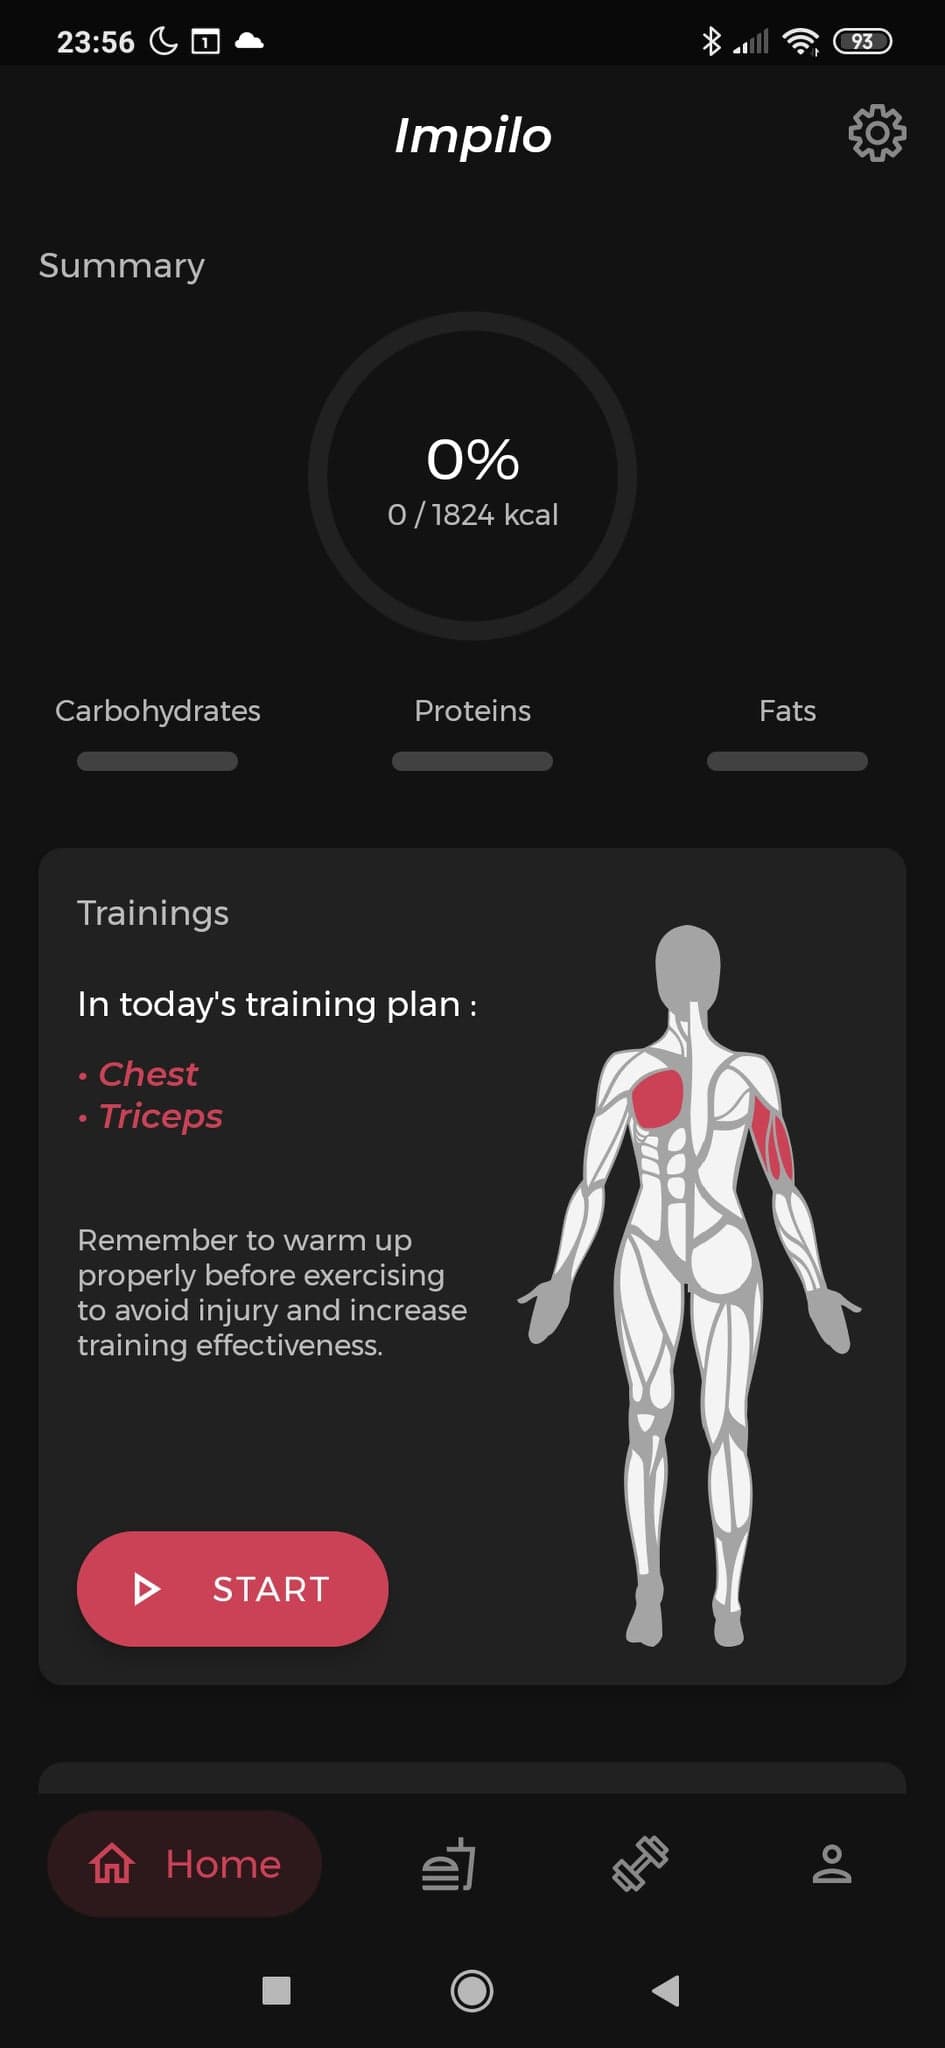 23:56
1
93
Impilo
Summary
0%
0 / 1824 kcal
Carbohydrates
Proteins
Fats
Trainings
In today's training plan :
• Chest
• Triceps
Remember to warm up
properly before exercising
to avoid injury and increase
training effectiveness.
START
Home